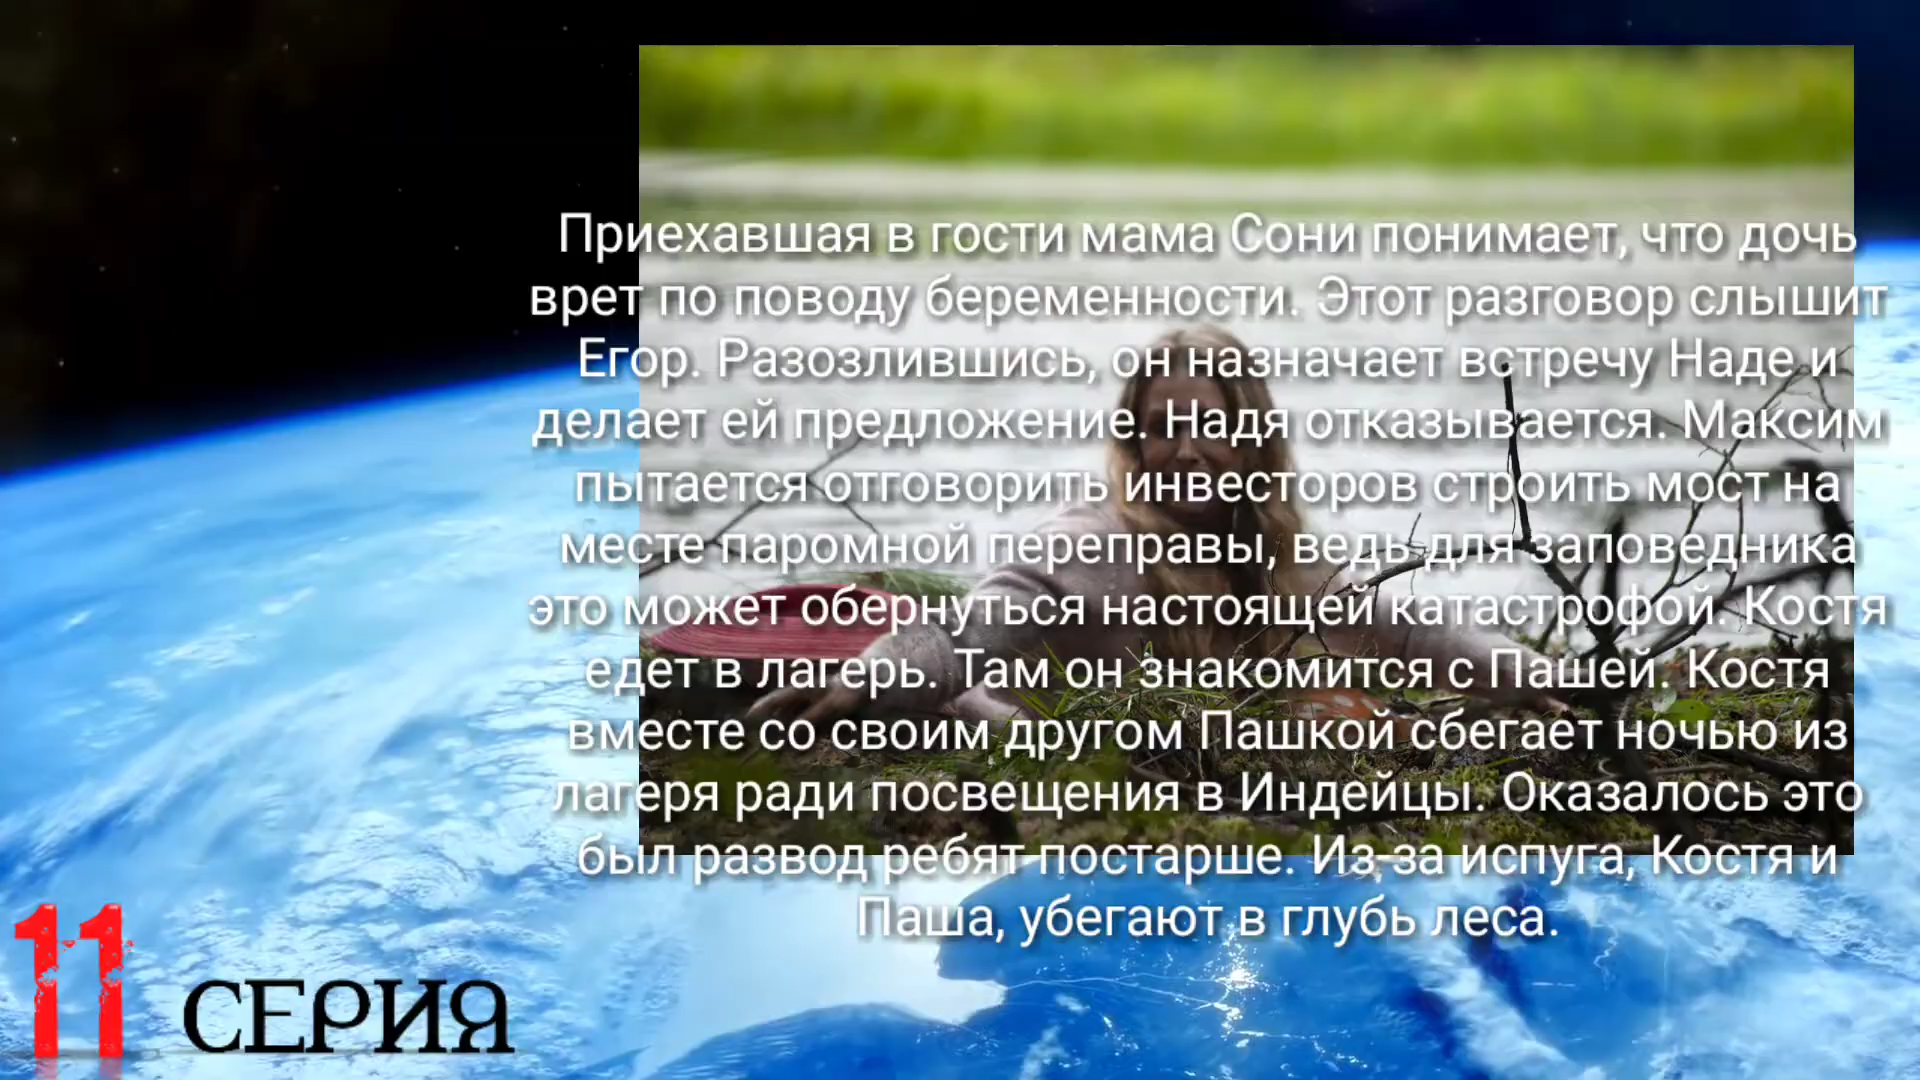 Приехавшая в гости мама Сони понимает, что дочь
врет по поводу беременности. Этот разговор слышит
Егор. Разозлившись, он назначает встречу Наде и
делает ей предложение. Надя отказывается. Максим
пытается отговорить инвесторов строить мост на
месте паромной переправы, ведь для заповедника
это может обернуться настоящей катастрофой. Костя
едет в лагерь. Там он знакомится с Пашей. Костя
вместе со своим другом Пашкой сбегает ночью из
лагеря ради посвещения в Индейцы. Оказалось это
был развод ребят постарше. Из-за испуга, Костя и
Паша, убегают в глубь леса.
11 СЕРИЯ